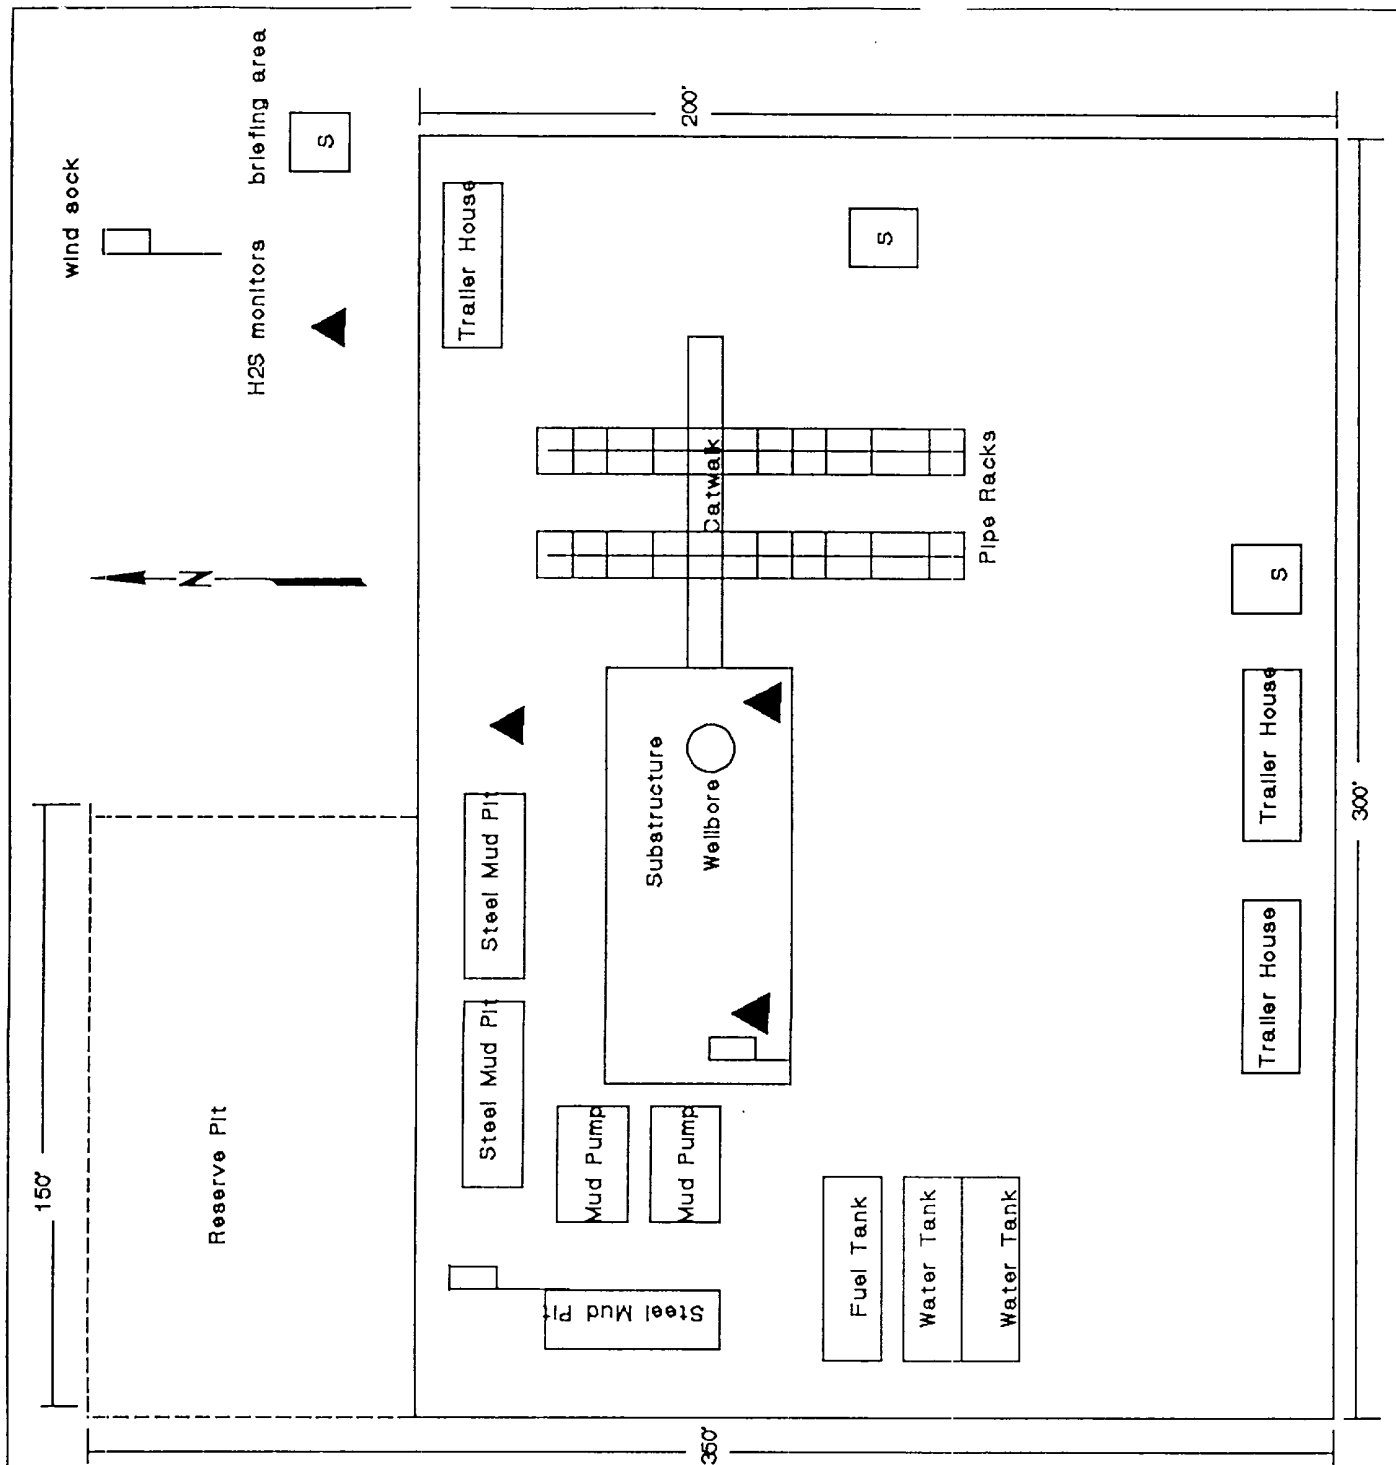 wind sock
H2S monitors
briefing area
S
200'
Trailer House
S
N
Catwalk
Pipe Racks
S
150'
Reserve Pit
Steel Mud Pit
Steel Mud Pit
Substructure
Wellbore
Mud Pump
Mud Pump
Steel Mud Pit
Fuel Tank
Water Tank
Water Tank
Trailer House
Trailer House
300'
350'